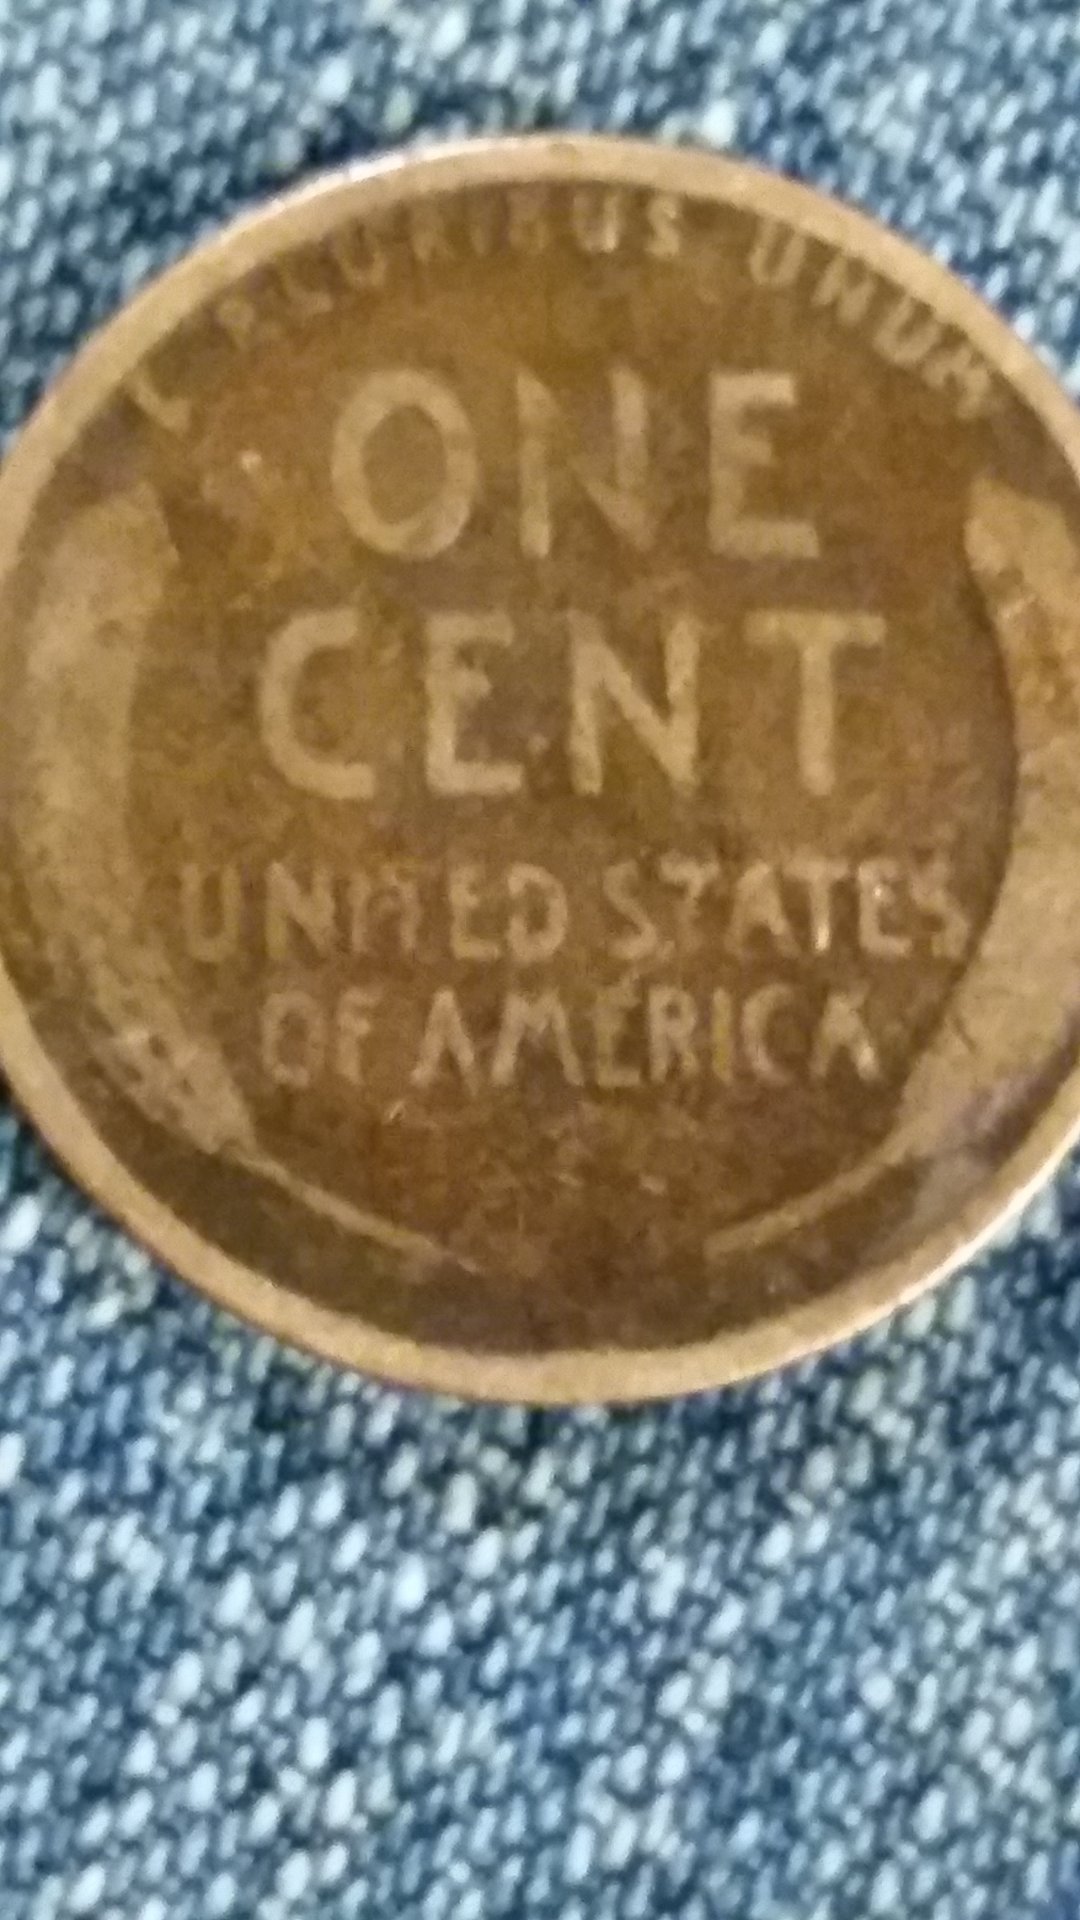 E PLURIBUS UNUM
ONE
CENT
UNITED STATES
OF AMERICA